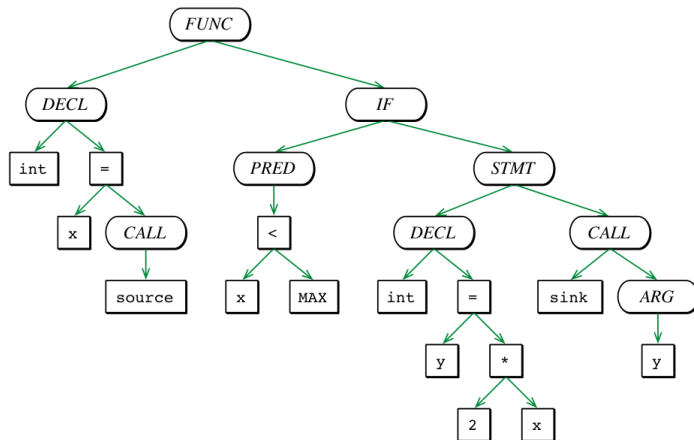 FUNC
DECL IF
int = PRED STMT
x CALL < DECL CALL
source x MAX int = sink ARG
y * y
2 x